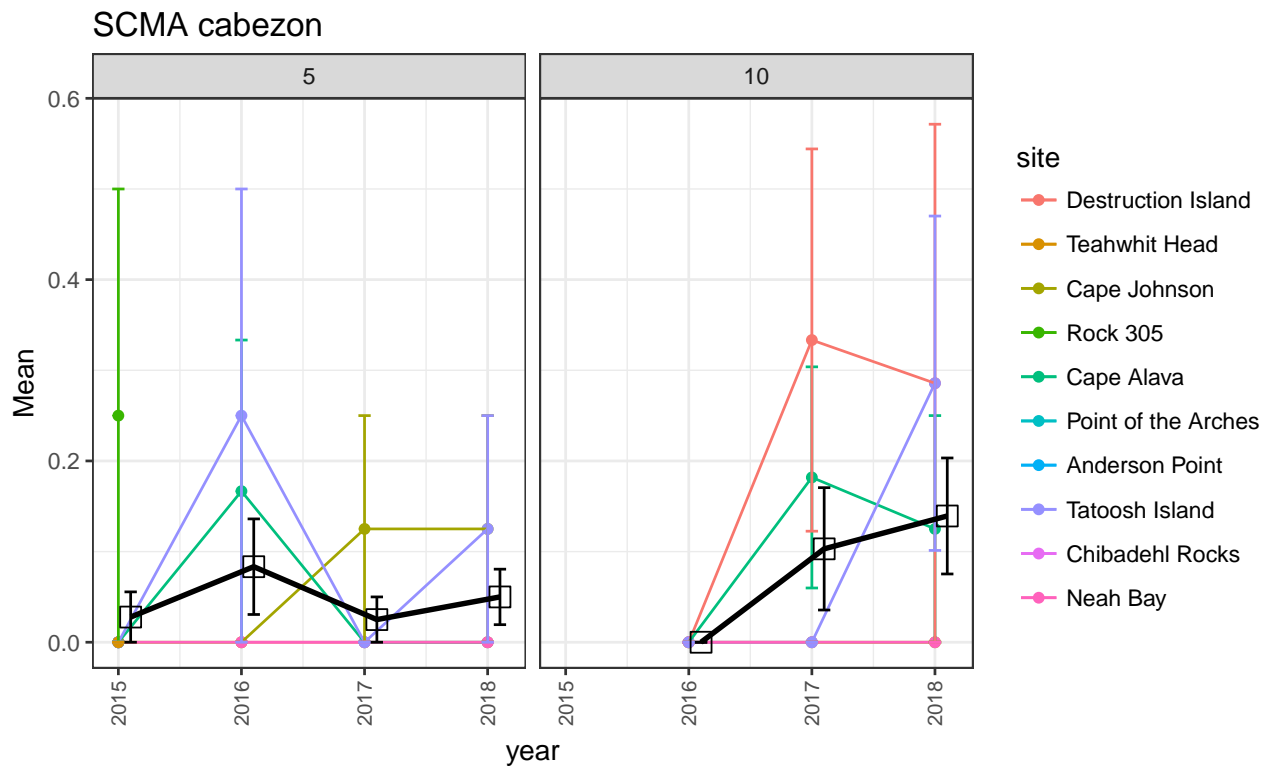 SCMA cabezon
5
10
0.6
0.4
0.2
0.0
Mean
2015
2016
2017
2018
2015
2016
2017
2018
year
site
Destruction Island
Teahwhit Head
Cape Johnson
Rock 305
Cape Alava
Point of the Arches
Anderson Point
Tatoosh Island
Chibadehl Rocks
Neah Bay